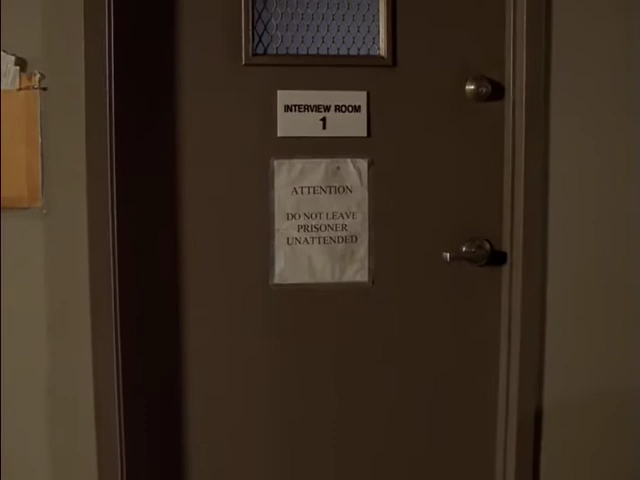 INTERVIEW ROOM
1
ATTENTION
DO NOT LEAVE
PRISONER
UNATTENDED